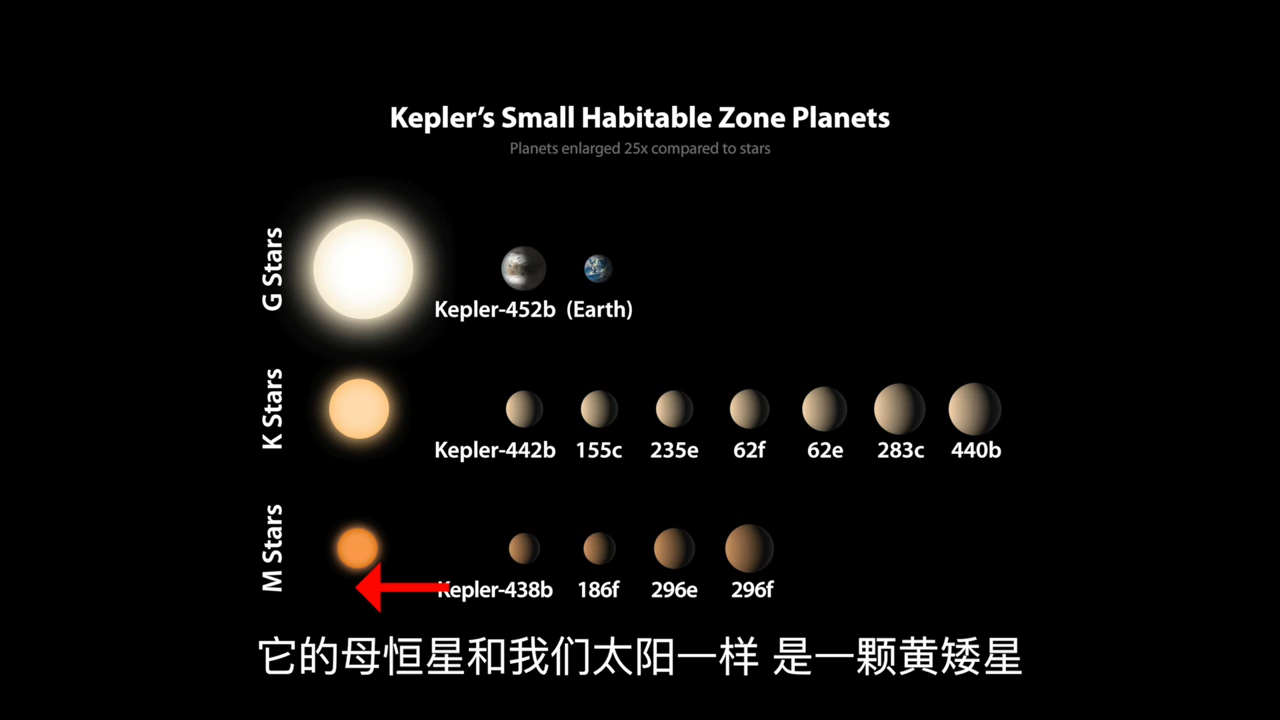 Kepler’s Small Habitable Zone Planets
Planets enlarged 25x compared to stars
G Stars
Kepler-452b (Earth)
K Stars
Kepler-442b 155c 235e 62f 62e 283c 440b
M Stars
Kepler-438b 186f 296e 296f
它的母恒星和我们太阳一样 是一颗黄矮星